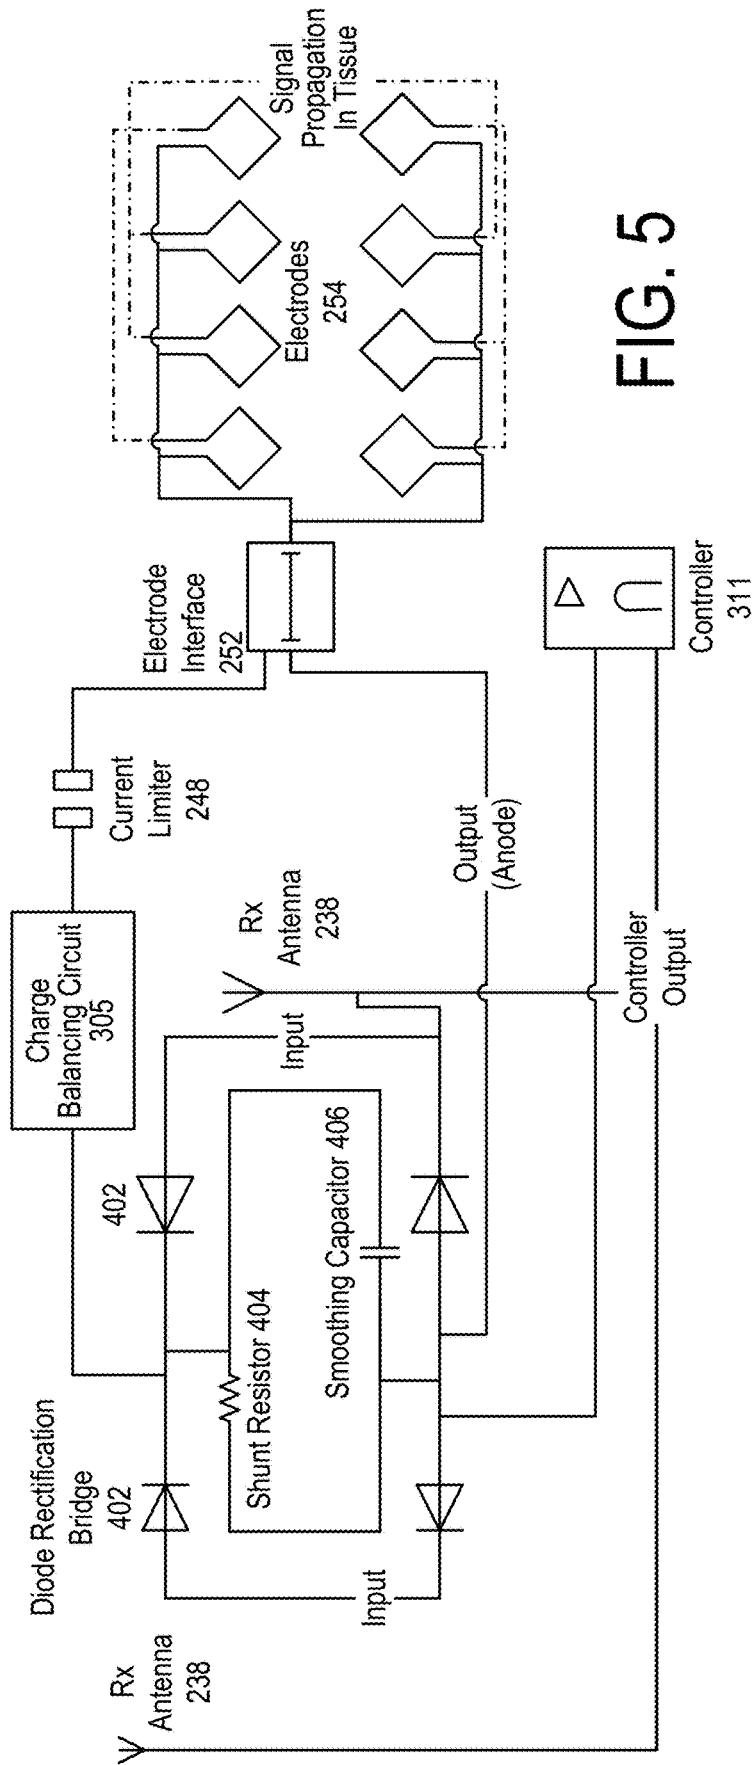 Rx
Antenna
238
Diode Rectification
Bridge
402
402
Charge
Balancing Circuit
305
Current
Limiter
248
Electrode
Interface
252
Signal
Propagation
In Tissue
Electrodes
254
Shunt Resistor 404
Smoothing Capacitor 406
Input
Input
Rx
Antenna
238
Output
(Anode)
Controller
Output
Controller
311
FIG. 5